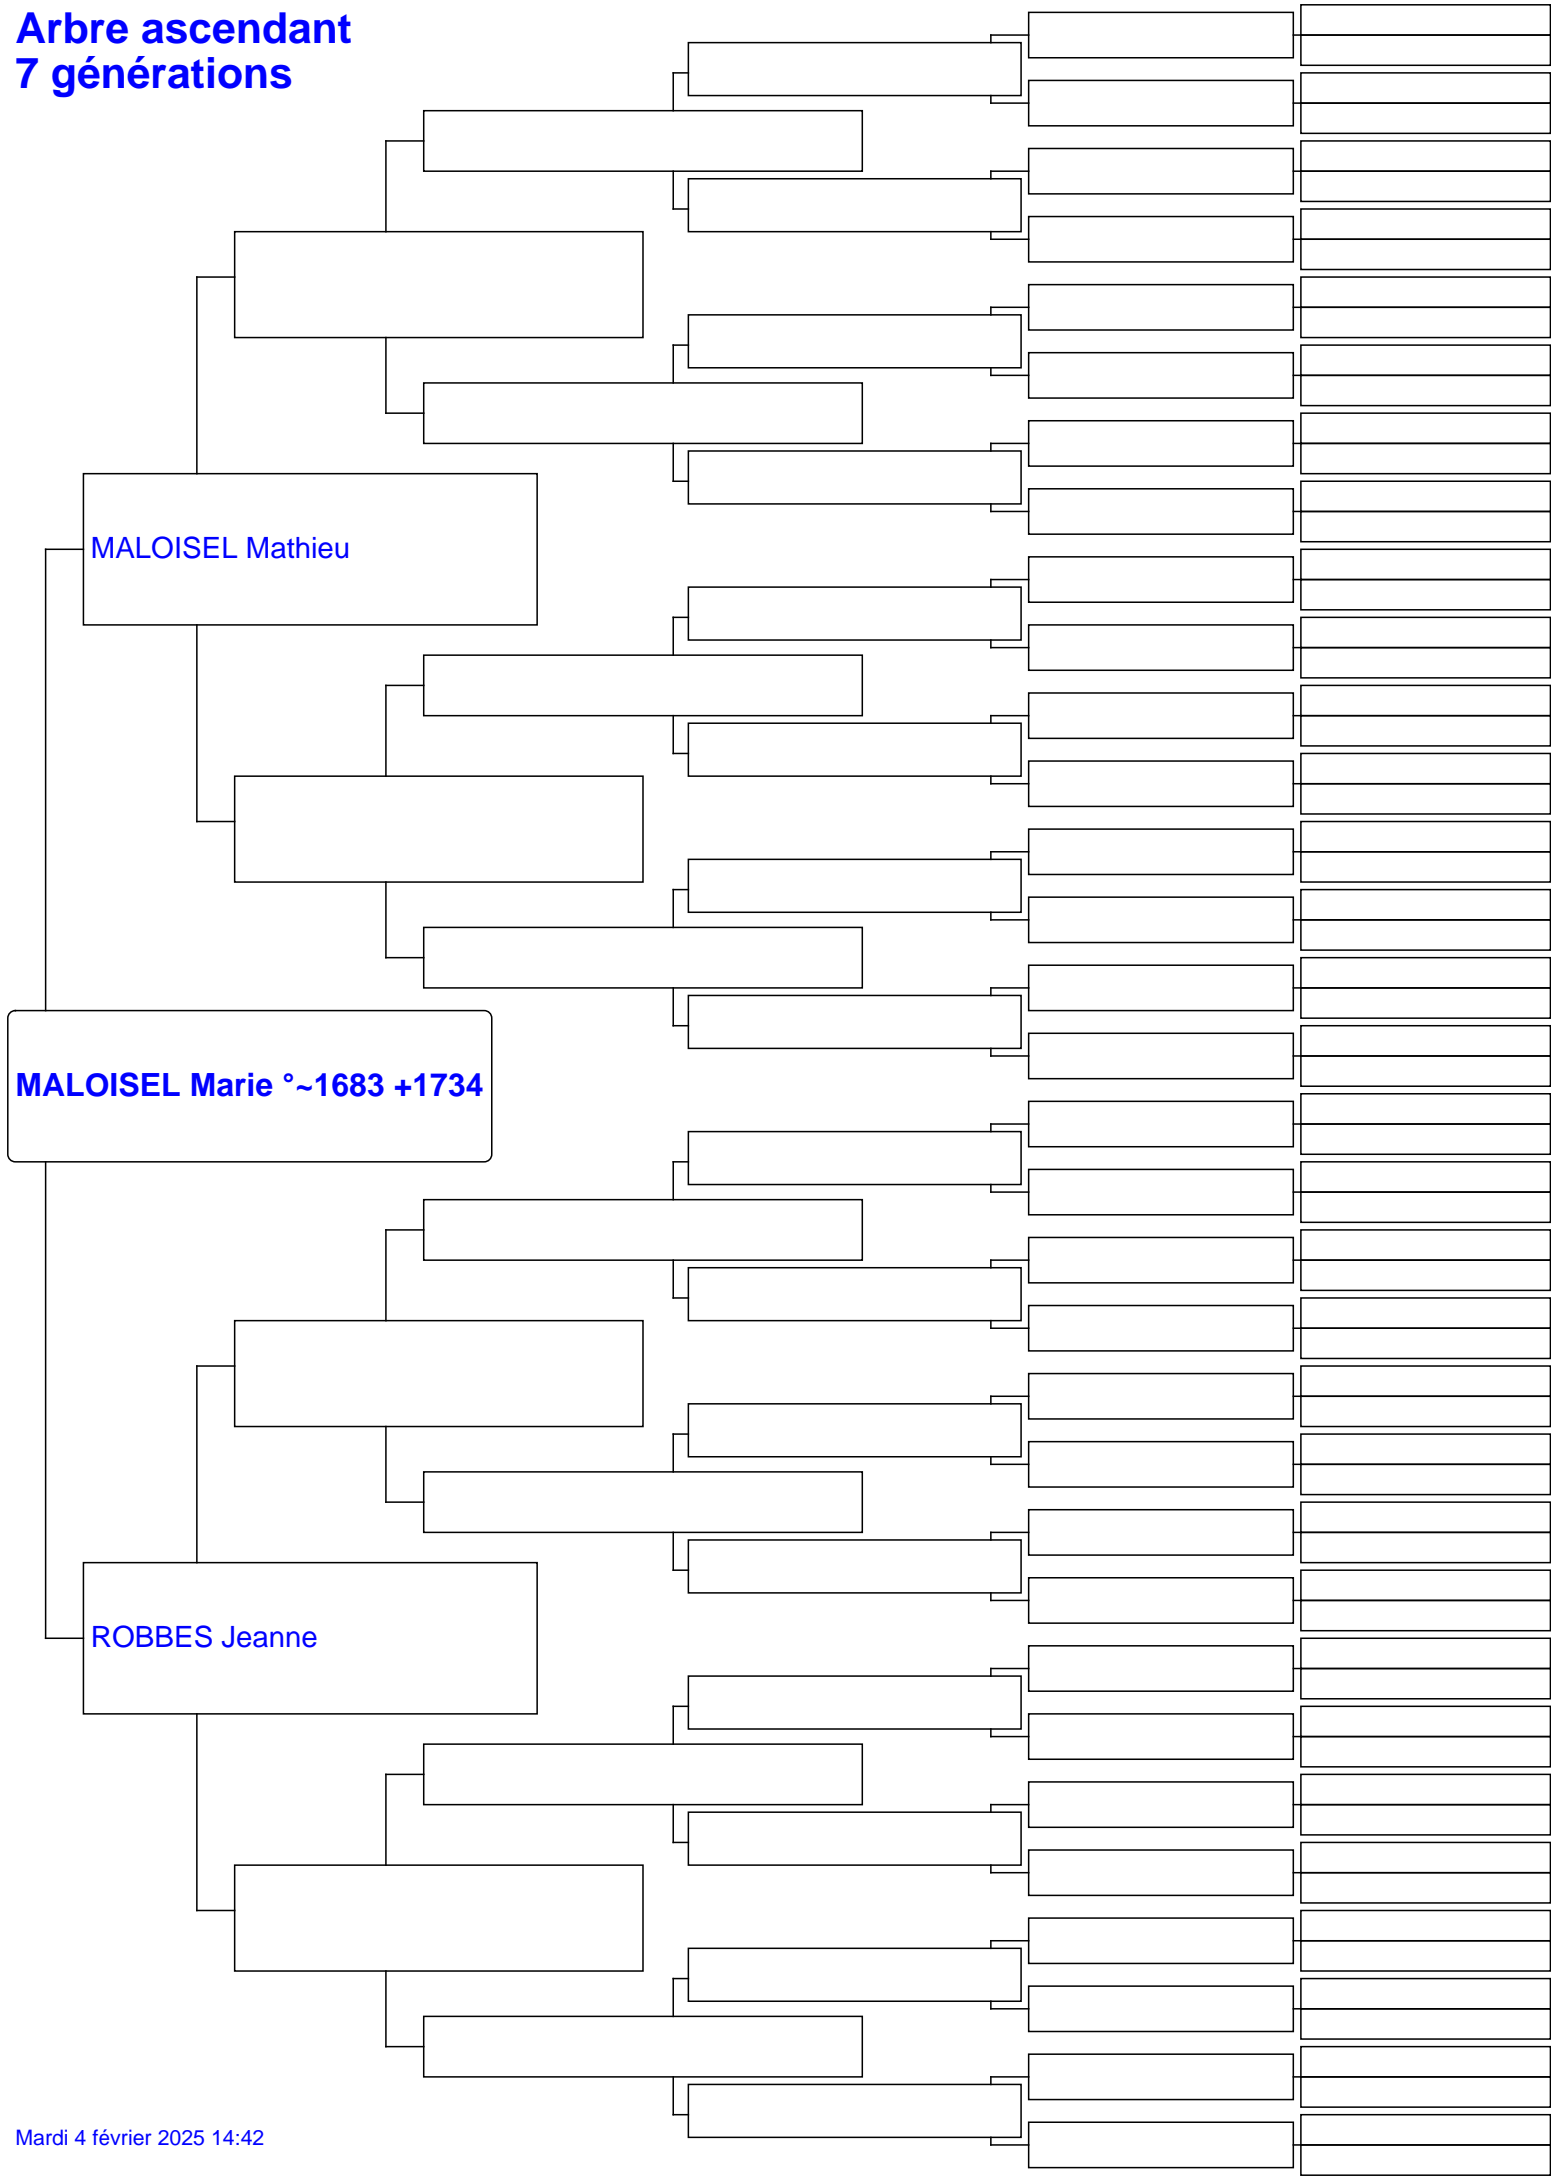 Arbre ascendant
7 générations
MALOISEL Mathieu
MALOISEL Marie °~1683 +1734
ROBBES Jeanne
Mardi 4 février 2025 14:42